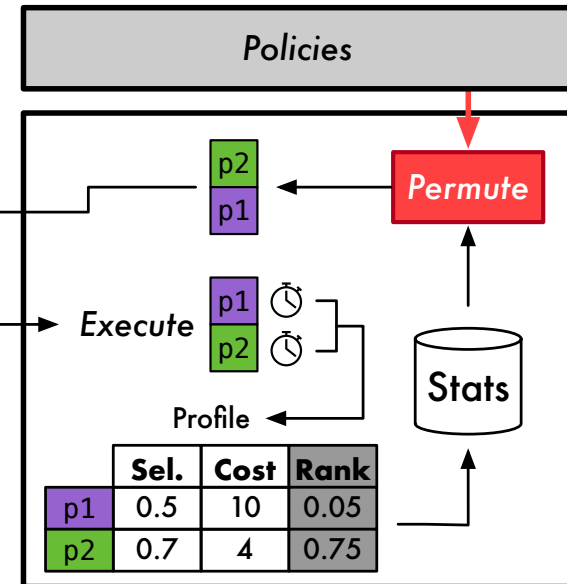 Policies
p2
p1
Permute
Execute
p1
p2
Stats
Profile
Sel. Cost Rank
p1 0.5 10 0.05
p2 0.7 4 0.75